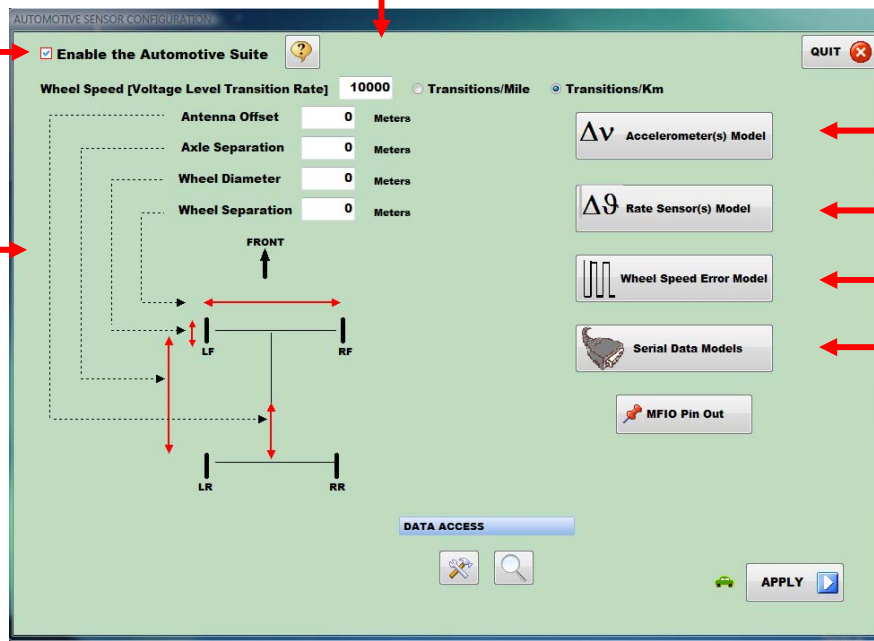 AUTOMOTIVE SENSOR CONFIGURATION
Enable the Automotive Suite
QUIT
Wheel Speed [Voltage Level Transition Rate] 10000 Transitions/Mile Transitions/Km
Antenna Offset 0 Meters
Axle Separation 0 Meters
Wheel Diameter 0 Meters
Wheel Separation 0 Meters
Δν Accelerometer(s) Model
Δϑ Rate Sensor(s) Model
Wheel Speed Error Model
Serial Data Models
MFIO Pin Out
FRONT
LF RF
LR RR
DATA ACCESS
APPLY